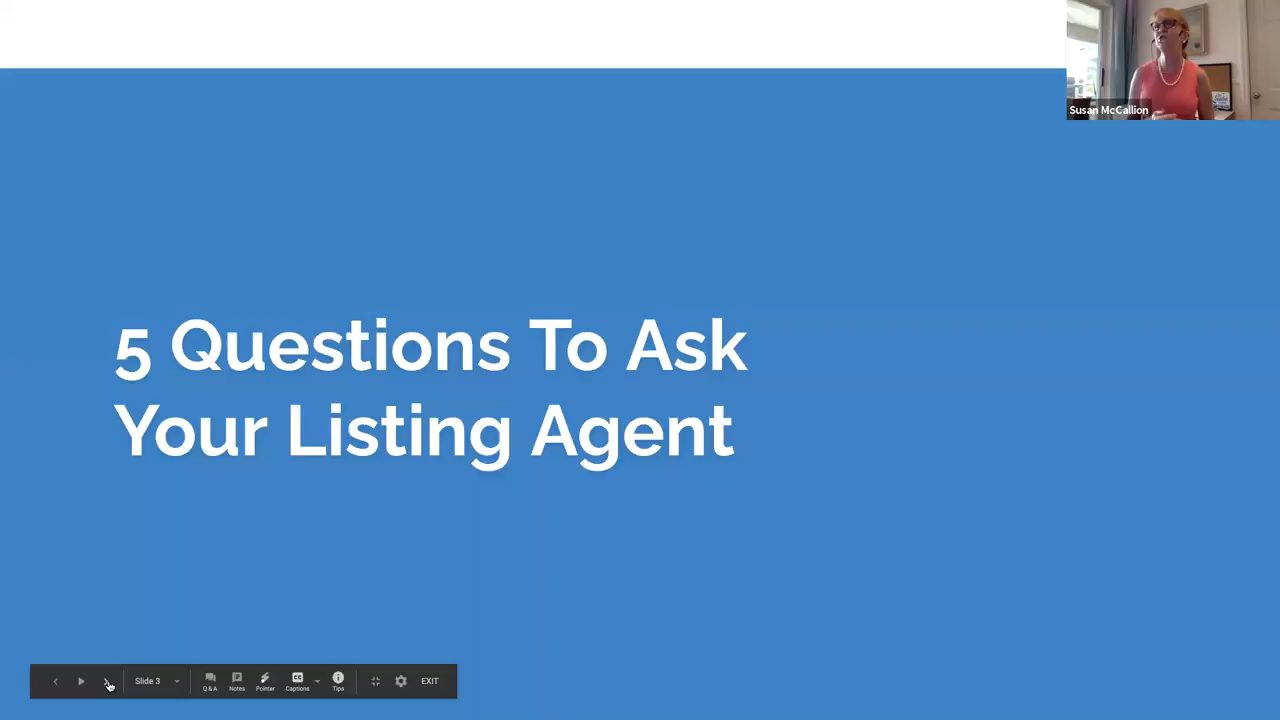 Susan McCallion
5 Questions To Ask
Your Listing Agent
Slide 3
Q&A
Notes
Pointer
Captions
Tips
EXIT